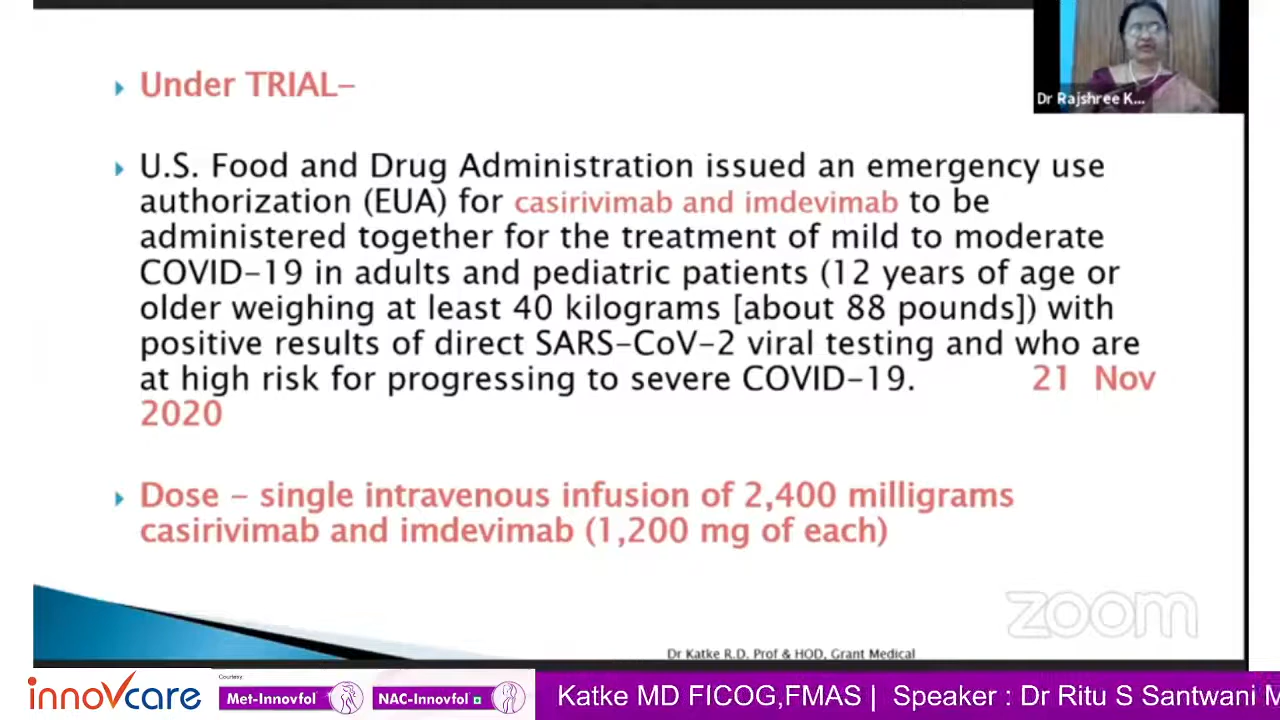 Under TRAIL-
U.S. Food and Drug Administration issued an emergency use
authorization (EUA) for casirivimab and imdevimab to be
administered together for the treatment of mild to moderate
COVID-19 in adults and pediatric patients (12 years of age or
older weighing at least 40 kilograms [about 88 pounds]) with
positive results of direct SARS-CoV-2 viral testing and who are
at high risk for progressing to severe COVID-19. 21 Nov
2020
Dose - single intravenous infusion of 2,400 milligrams
casirivimab and imdevimab (1,200 mg of each)
Dr Rajshree K...
zoom
Dr Katke R.D. Prof & HOD, Grant Medical
innovcare
Courtesy
Met-Innovfol
NAC-Innovfol
Katke MD FICOG,FMAS | Speaker : Dr Ritu S Santwani M